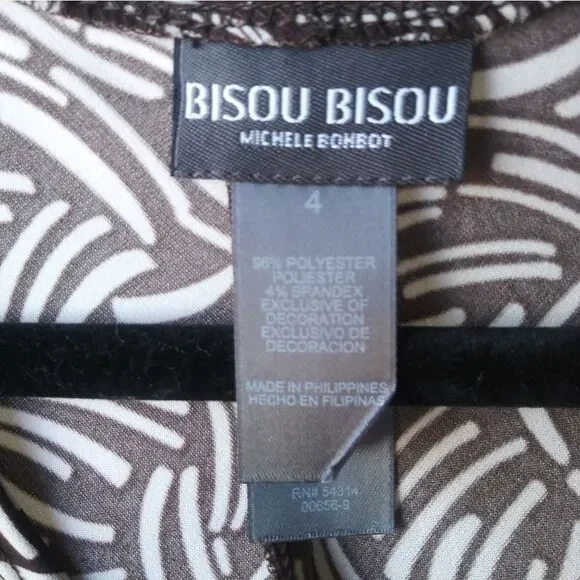 BISOU BISOU
MICHELE BOHBOT
4
96% POLYESTER
POLIESTER
4% SPANDEX
EXCLUSIVE OF
DECORATION
EXCLUSIVO DE
DECORACION
MADE IN PHILIPPINES
HECHO EN FILIPINAS
RN# 54314
00656-9